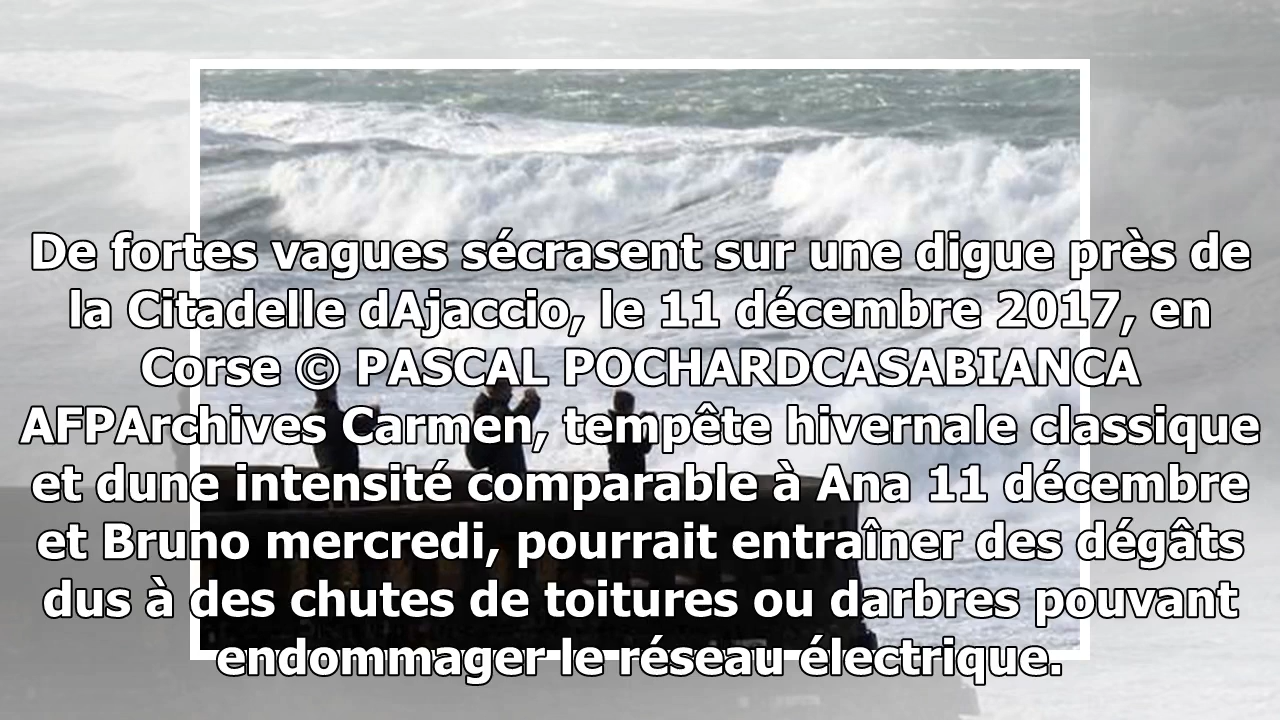 De fortes vagues sécrasent sur une digue près de
la Citadelle dAjaccio, le 11 décembre 2017, en
Corse © PASCAL POCHARDCASABIANCA
AFPArchives Carmen, tempête hivernale classique
et dune intensité comparable à Ana 11 décembre
et Bruno mercredi, pourrait entraîner des dégâts
dus à des chutes de toitures ou darbres pouvant
endommager le réseau électrique.